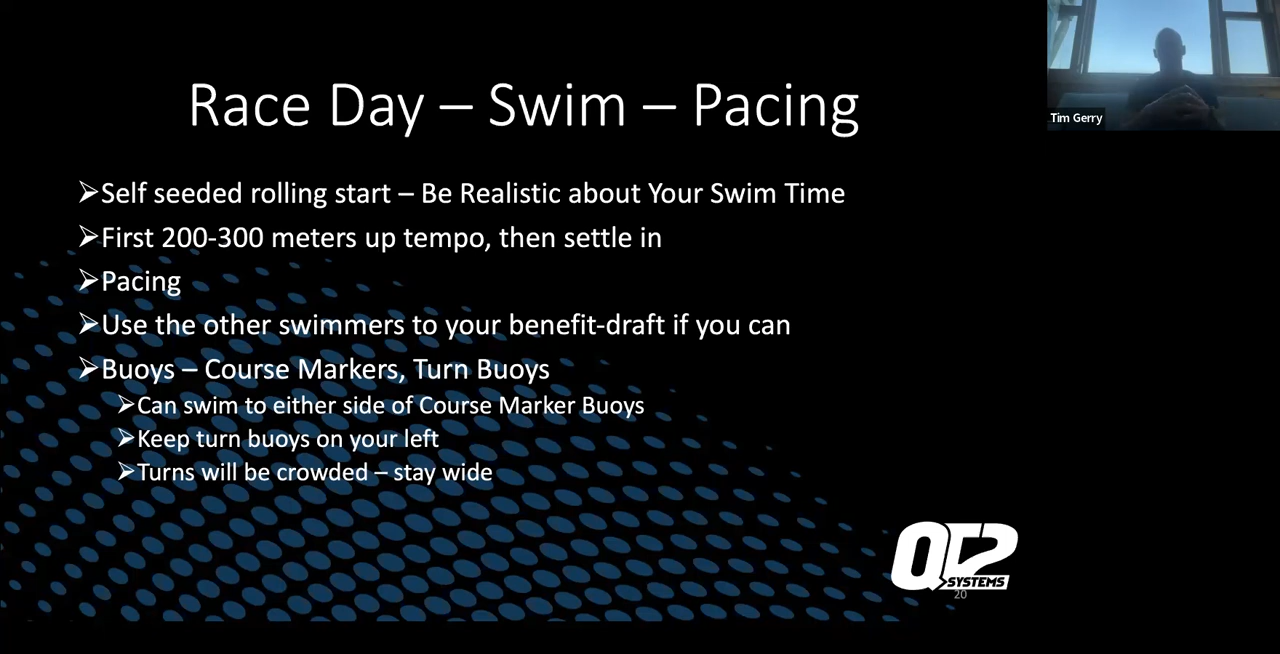 Race Day – Swim – Pacing
Tim Gerry
➢Self seeded rolling start – Be Realistic about Your Swim Time
➢First 200-300 meters up tempo, then settle in
➢Pacing
➢Use the other swimmers to your benefit-draft if you can
➢Buoys – Course Markers, Turn Buoys
➢Can swim to either side of Course Marker Buoys
➢Keep turn buoys on your left
➢Turns will be crowded – stay wide
QT2
SYSTEMS
20